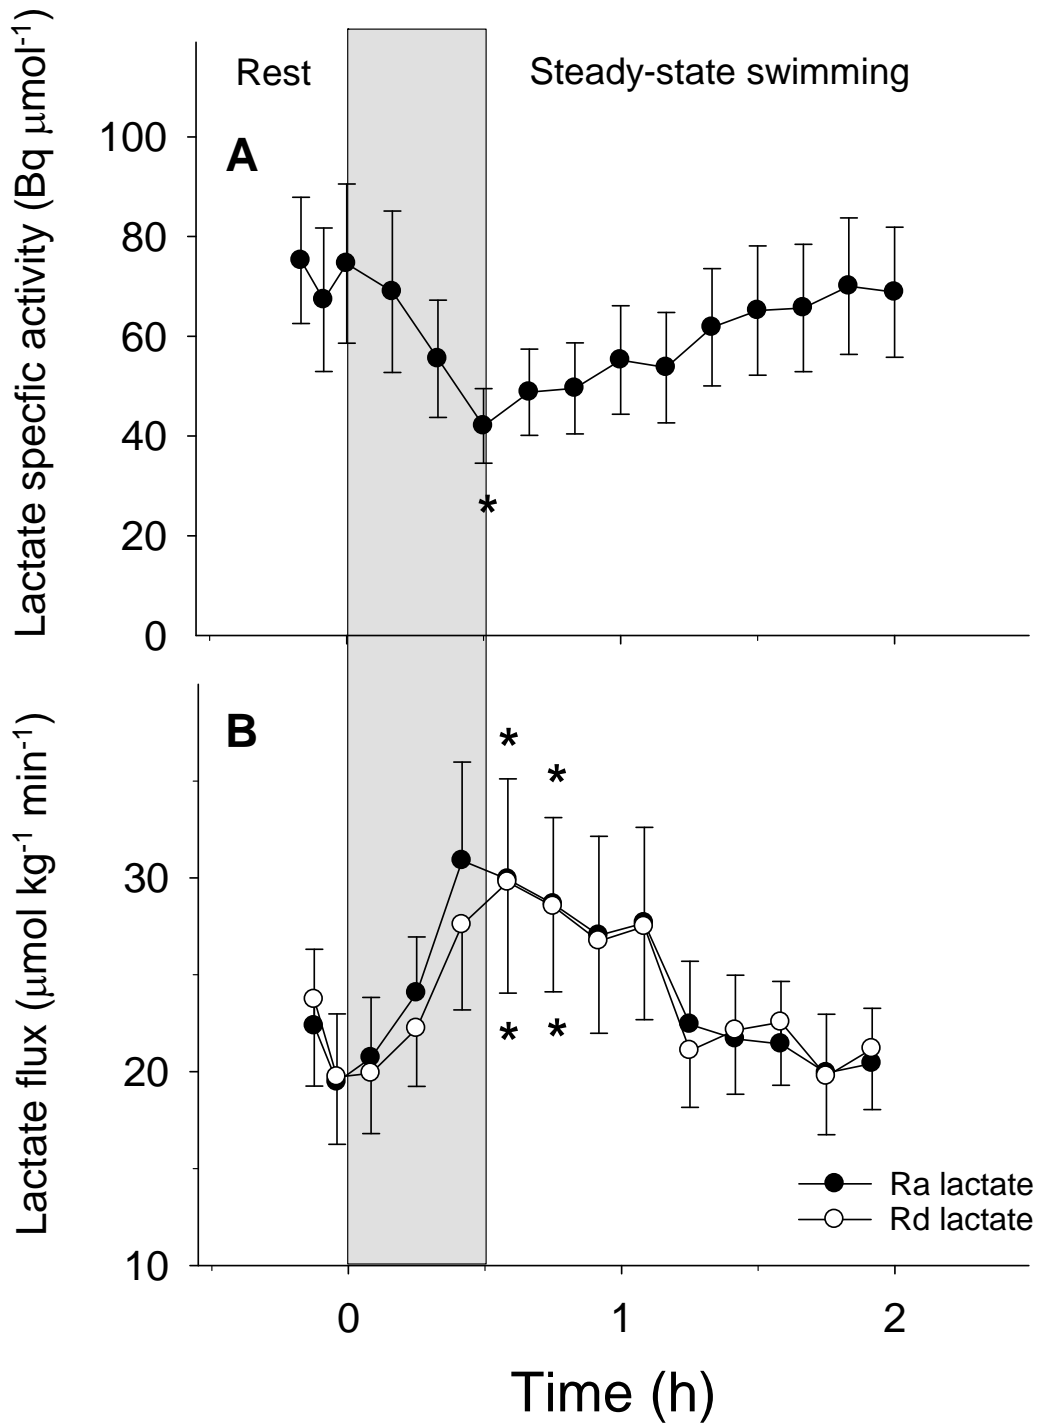 Rest
Steady-state swimming
A
Lactate specfic activity (Bq µmol⁻¹)
100
80
60
40
20
0
*
B
Lactate flux (µmol kg⁻¹ min⁻¹)
* *
30
* *
20
10
Ra lactate
Rd lactate
0 1 2
Time (h)